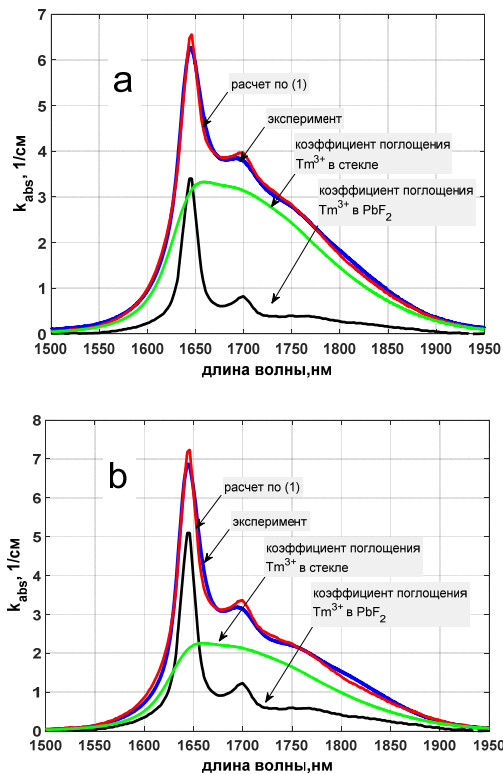 7
6
5
4
3
2
1
0
k_abs, 1/см
a
расчет по (1)
эксперимент
коэффициент поглощения
Tm³⁺ в стекле
коэффициент поглощения
Tm³⁺ в PbF₂
1500 1550 1600 1650 1700 1750 1800 1850 1900 1950
длина волны,нм
8
7
6
5
4
3
2
1
0
k_abs, 1/см
b
расчет по (1)
эксперимент
коэффициент поглощения
Tm³⁺ в стекле
коэффициент поглощения
Tm³⁺ в PbF₂
1500 1550 1600 1650 1700 1750 1800 1850 1900 1950
длина волны,нм